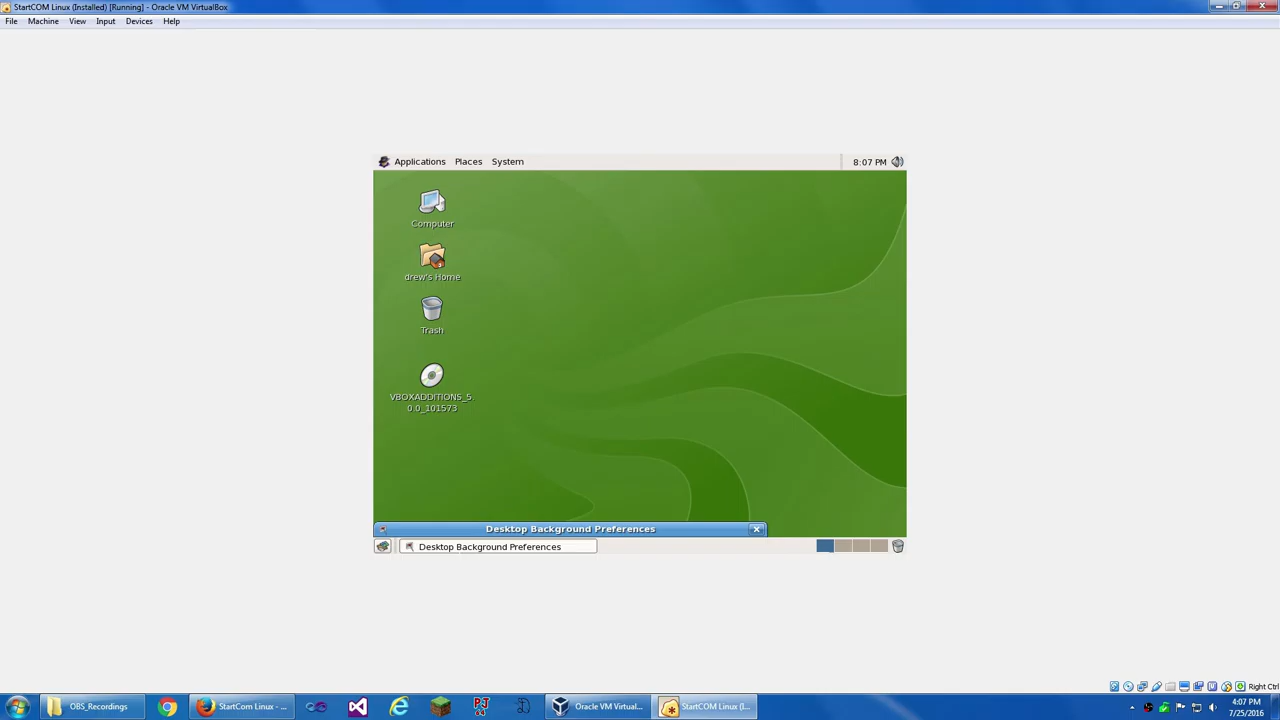 StartCOM Linux (Installed) [Running] - Oracle VM VirtualBox
File Machine View Input Devices Help
Applications Places System 8:07 PM
Computer
drew's Home
Trash
VBOXADDITIONS_5.
0.0_101573
Desktop Background Preferences
Desktop Background Preferences
Right Ctrl
OBS_Recordings StartCom Linux - ... Oracle VM Virtual... StartCOM Linux (I... 4:07 PM
7/25/2016